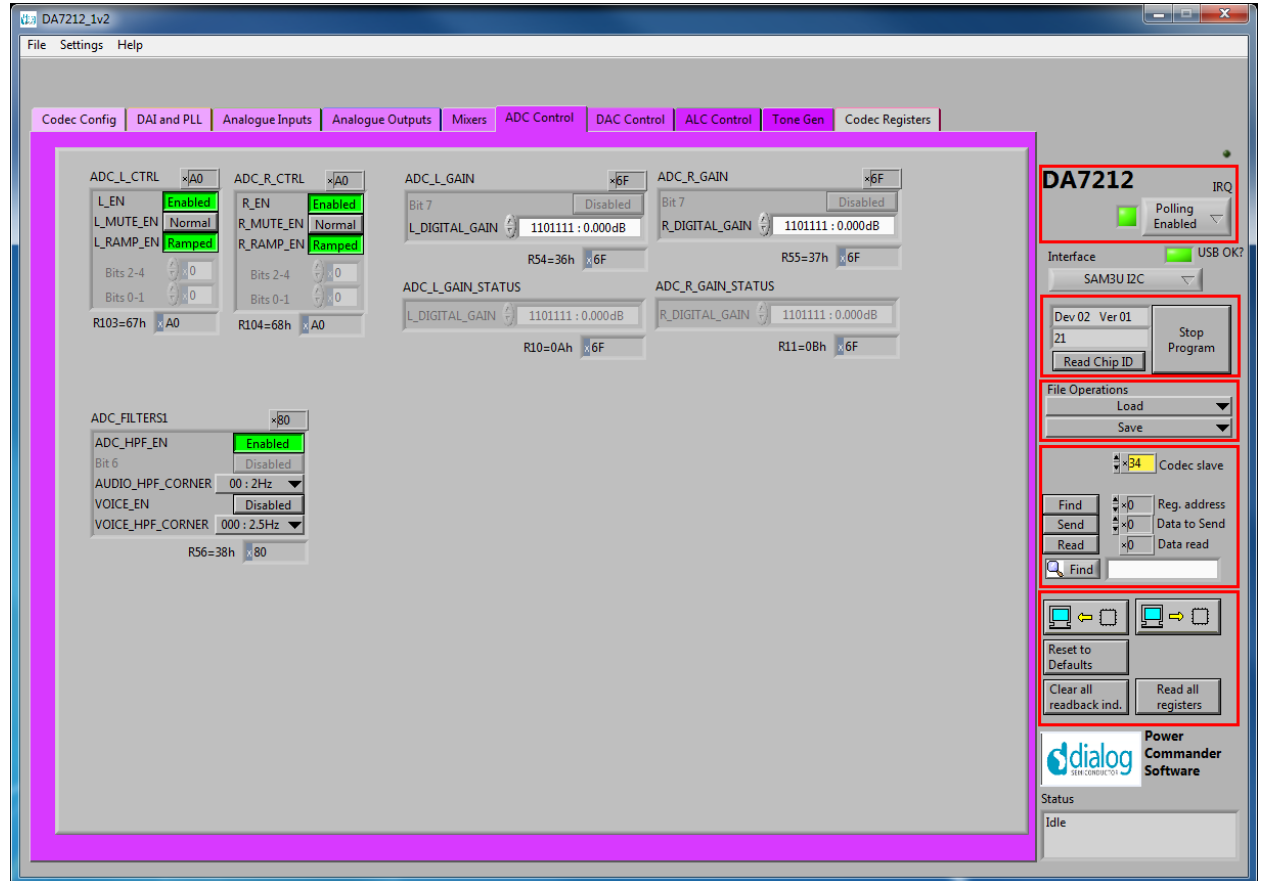 DA7212_1v2
File Settings Help
Codec Config DAI and PLL Analogue Inputs Analogue Outputs Mixers ADC Control DAC Control ALC Control Tone Gen Codec Registers
ADC_L_CTRL ×A0
L_EN Enabled
L_MUTE_EN Normal
L_RAMP_EN Ramped
Bits 2-4 x0
Bits 0-1 x0
R103=67h x A0
ADC_R_CTRL ×A0
R_EN Enabled
R_MUTE_EN Normal
R_RAMP_EN Ramped
Bits 2-4 x0
Bits 0-1 x0
R104=68h x A0
ADC_L_GAIN ×6F
Bit 7 Disabled
L_DIGITAL_GAIN 1101111 : 0.000dB
R54=36h x 6F
ADC_R_GAIN ×6F
Bit 7 Disabled
R_DIGITAL_GAIN 1101111 : 0.000dB
R55=37h x 6F
ADC_L_GAIN_STATUS
L_DIGITAL_GAIN 1101111 : 0.000dB
R10=0Ah x 6F
ADC_R_GAIN_STATUS
R_DIGITAL_GAIN 1101111 : 0.000dB
R11=0Bh x 6F
ADC_FILTERS1 ×80
ADC_HPF_EN Enabled
Bit 6 Disabled
AUDIO_HPF_CORNER 00 : 2Hz
VOICE_EN Disabled
VOICE_HPF_CORNER 000 : 2.5Hz
R56=38h x 80
DA7212 IRQ
Polling
Enabled
Interface USB OK?
SAM3U I2C
Dev 02 Ver 01
21
Read Chip ID
Stop
Program
File Operations
Load
Save
×34 Codec slave
Find ×0 Reg. address
Send ×0 Data to Send
Read ×0 Data read
Find
Reset to
Defaults
Clear all
readback ind.
Read all
registers
dialog
SEMICONDUCTOR
Power
Commander
Software
Status
Idle